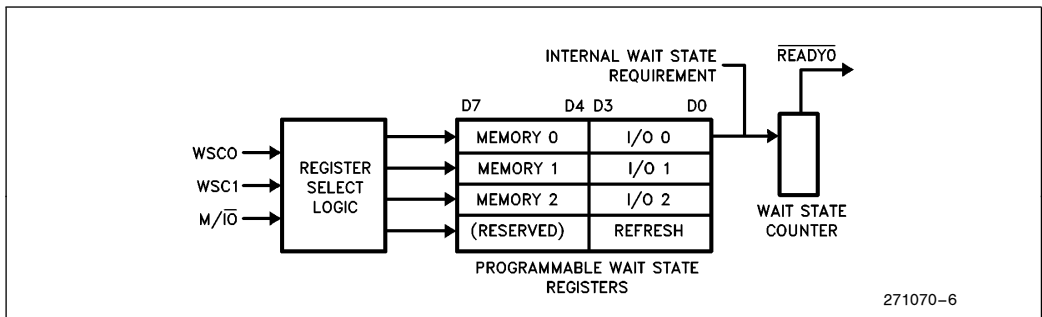 INTERNAL WAIT STATE
REQUIREMENT
READYO
D7 D4 D3 D0
WSC0
WSC1
M/IO
REGISTER
SELECT
LOGIC
MEMORY 0 I/O 0
MEMORY 1 I/O 1
MEMORY 2 I/O 2
(RESERVED) REFRESH
WAIT STATE
COUNTER
PROGRAMMABLE WAIT STATE
REGISTERS
271070–6